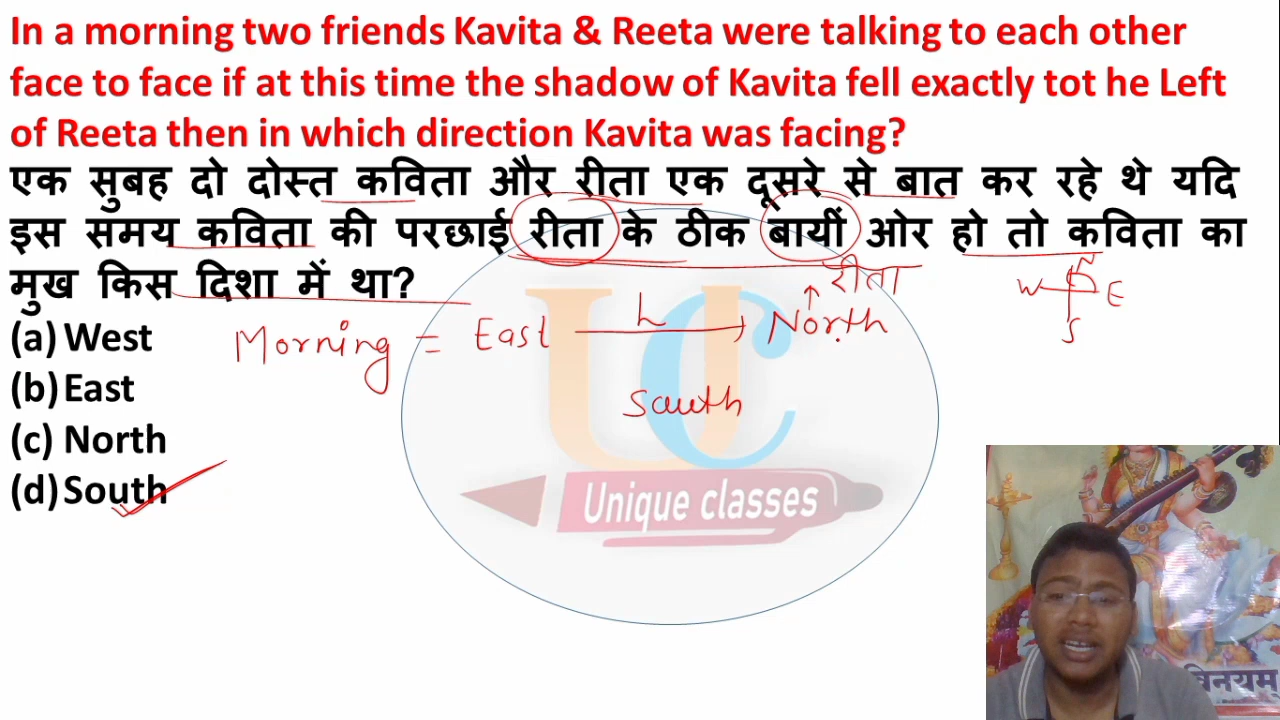 In a morning two friends Kavita & Reeta were talking to each other
face to face if at this time the shadow of Kavita fell exactly tot he Left
of Reeta then in which direction Kavita was facing?
एक सुबह दो दोस्त कविता और रीता एक दूसरे से बात कर रहे थे यदि
इस समय कविता की परछाई रीता के ठीक बायीं ओर हो तो कविता का
मुख किस दिशा में था?
रीता
N
W E
S
(a) West
Morning = East L North
(b) East
South
(c) North
(d) South
UC
Unique classes
विनयम्